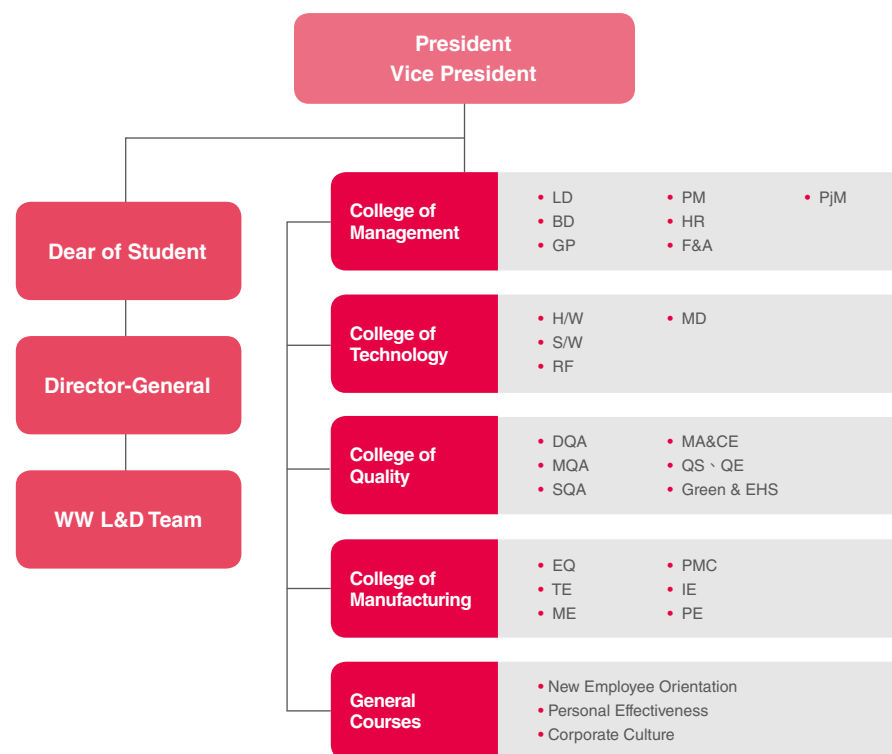 President
Vice President
Dear of Student
Director-General
WW L&D Team
College of
Management
• LD
• BD
• GP
• PM
• HR
• F&A
• PjM
College of
Technology
• H/W
• S/W
• RF
• MD
College of
Quality
• DQA
• MQA
• SQA
• MA&CE
• QS、QE
• Green & EHS
College of
Manufacturing
• EQ
• TE
• ME
• PMC
• IE
• PE
General
Courses
• New Employee Orientation
• Personal Effectiveness
• Corporate Culture